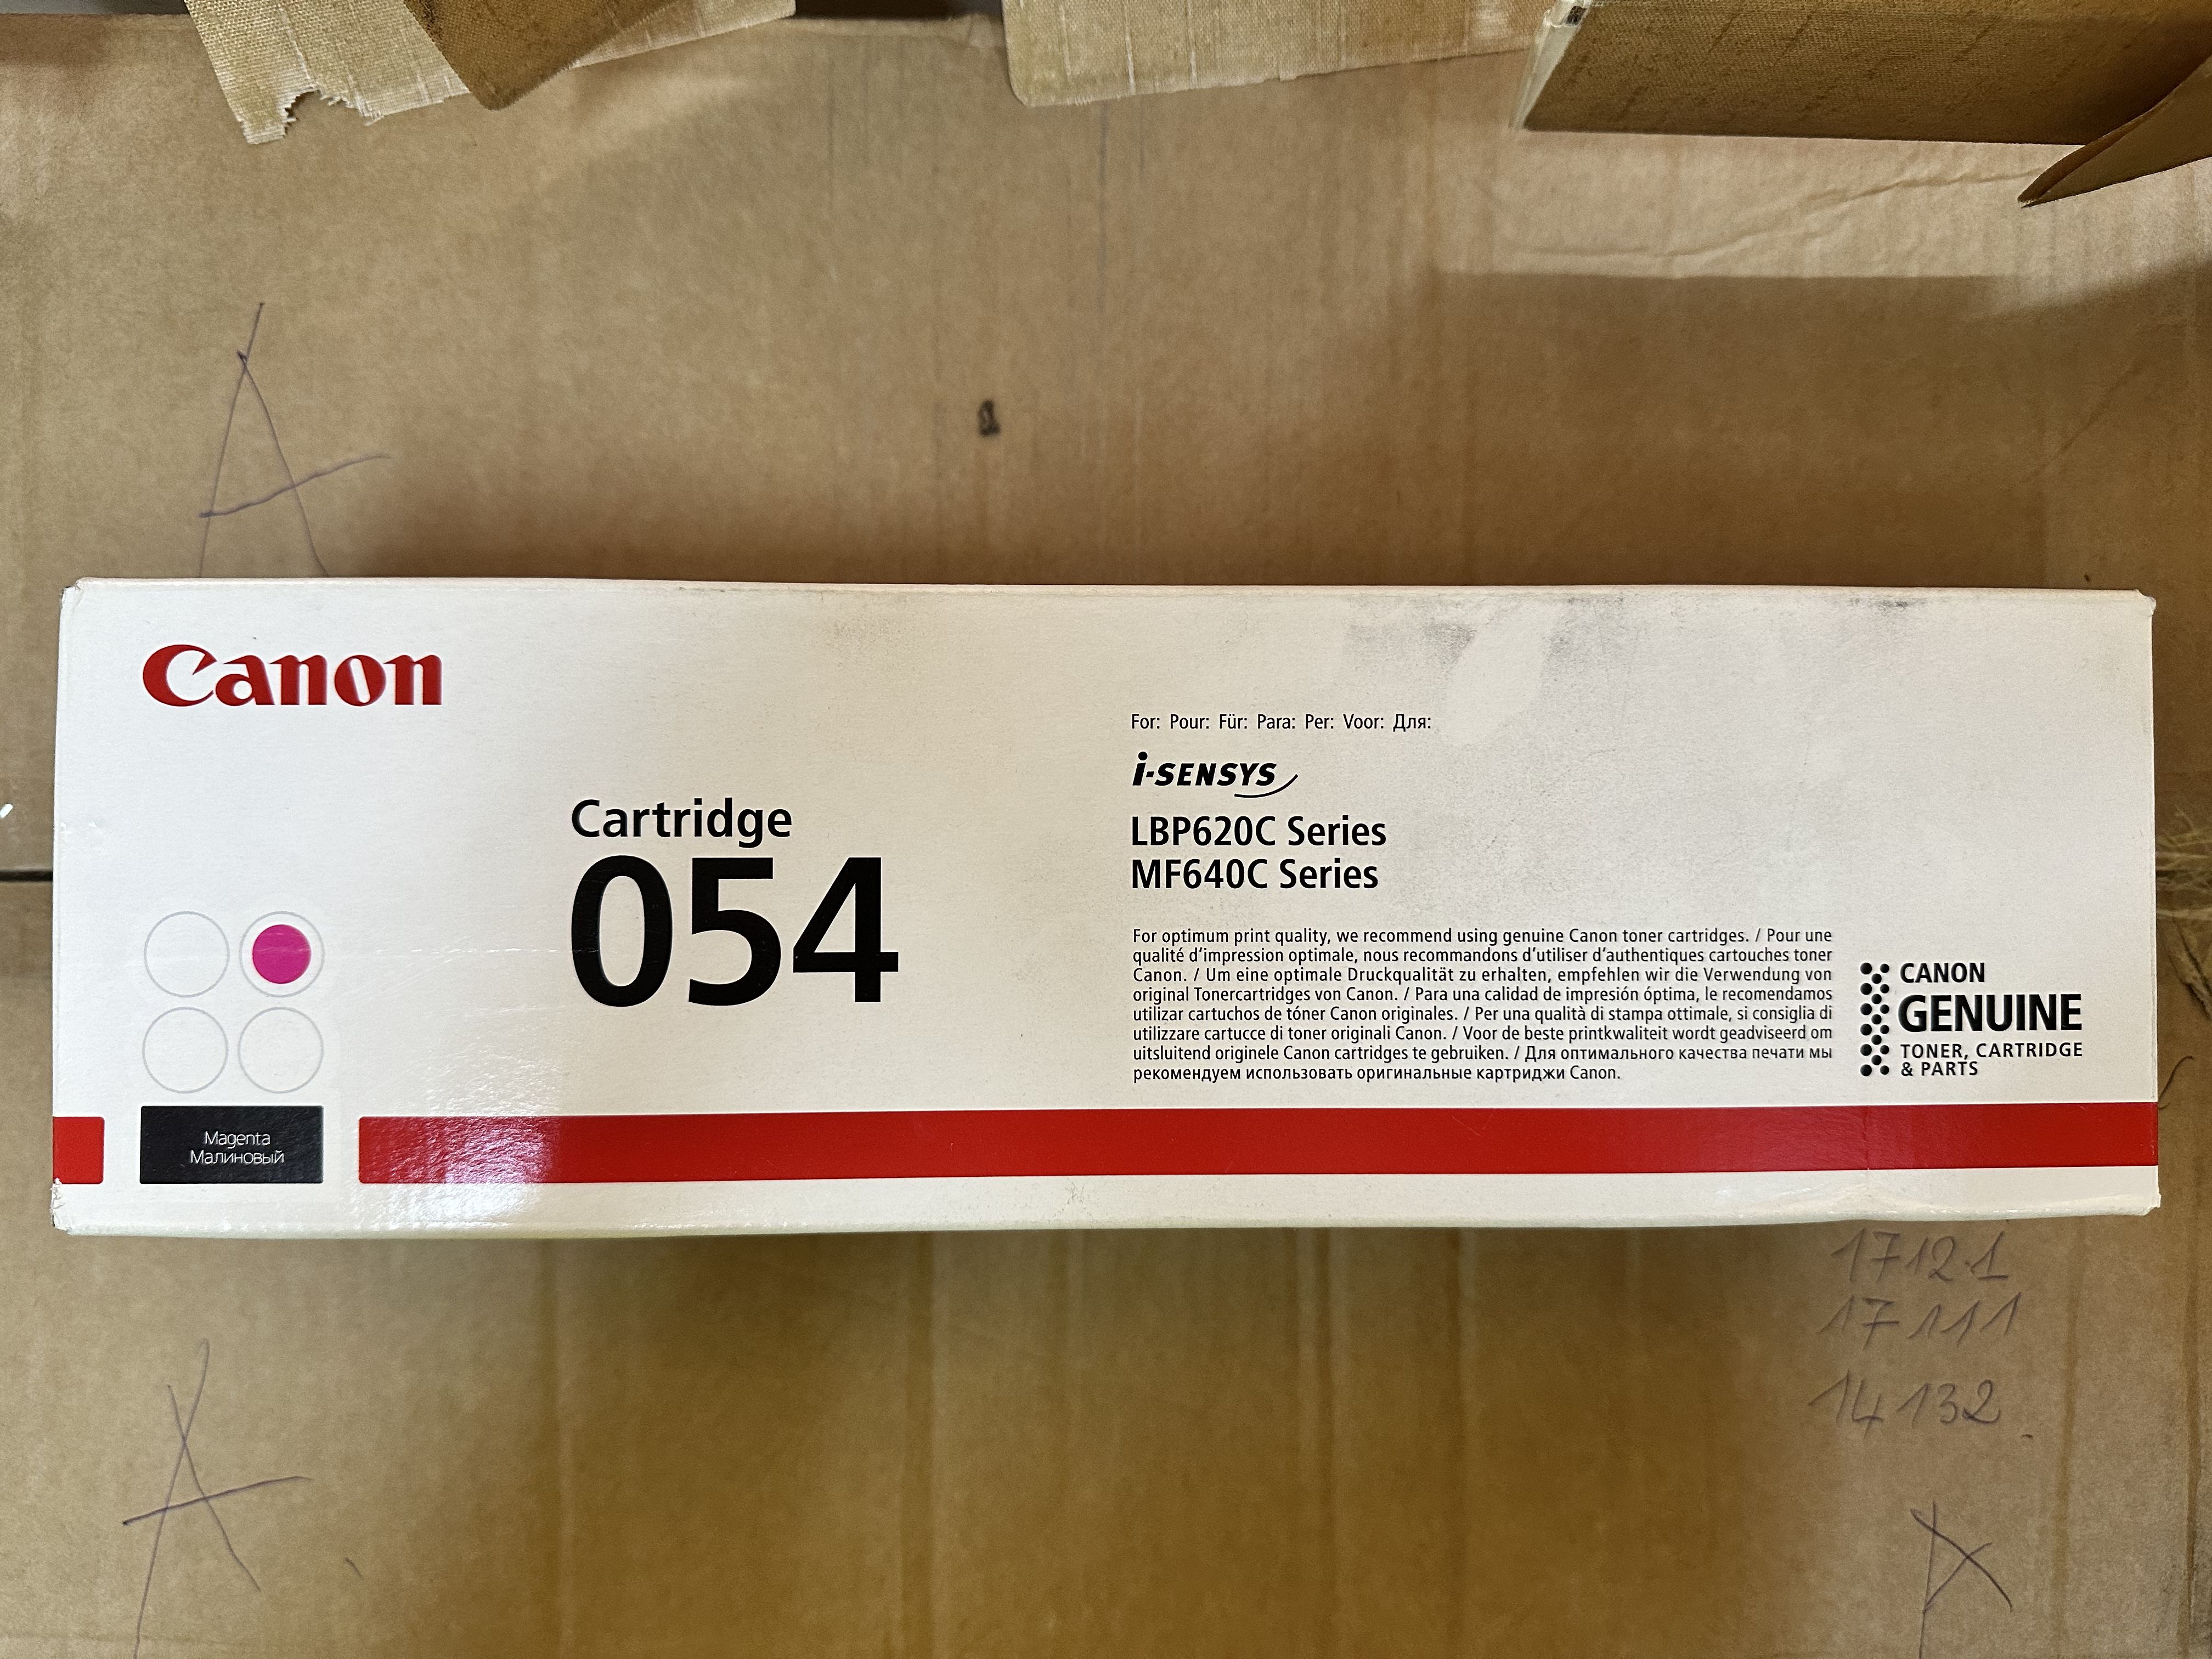 A
Canon
For: Pour: Für: Para: Per: Voor: Для:
i-SENSYS
Cartridge
054
LBP620C Series
MF640C Series
For optimum print quality, we recommend using genuine Canon toner cartridges. / Pour une
qualité d'impression optimale, nous recommandons d'utiliser d'authentiques cartouches toner
Canon. / Um eine optimale Druckqualität zu erhalten, empfehlen wir die Verwendung von
original Tonercartridges von Canon. / Para una calidad de impresión óptima, le recomendamos
utilizar cartuchos de tóner Canon originales. / Per una qualità di stampa ottimale, si consiglia di
utilizzare cartucce di toner originali Canon. / Voor de beste printkwaliteit wordt geadviseerd om
uitsluitend originele Canon cartridges te gebruiken. / Для оптимального качества печати мы
рекомендуем использовать оригинальные картриджи Canon.
CANON
GENUINE
TONER, CARTRIDGE
& PARTS
Magenta
Малиновый
17121
17111
14132
A
A